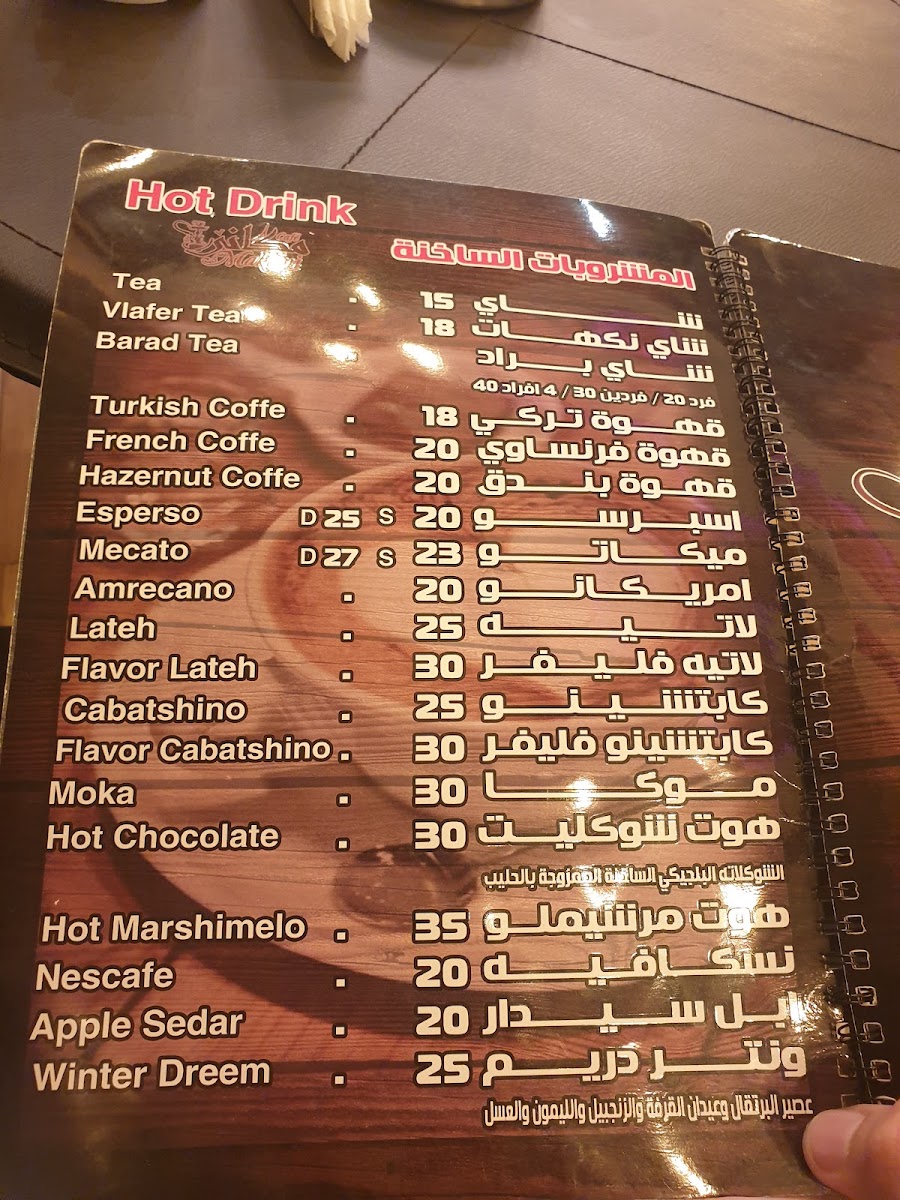 Hot Drink
المشروبات الساخنة
Tea . 15 شاي
Vlafer Tea . 18 شاي نكهات
Barad Tea . شاي براد
فرد 20 / فردين 30 / 4 افراد 40
Turkish Coffe . 18 قهوة تركي
French Coffe . 20 قهوة فرنساوي
Hazernut Coffe . 20 قهوة بندق
Esperso D 25 S 20 اسبرسو
Mecato D 27 S 23 ميكاتو
Amrecano . 20 امريكانو
Lateh . 25 لاتيه
Flavor Lateh . 30 لاتيه فليفر
Cabatshino . 25 كابتشينو
Flavor Cabatshino . 30 كابتشينو فليفر
Moka . 30 موكا
Hot Chocolate . 30 هوت شوكليت
الشوكلاته البلجيكي الساخنة الممزوجة بالحليب
Hot Marshimelo . 35 هوت مرشيملو
Nescafe . 20 نسكافيه
Apple Sedar . 20 ابل سيدار
Winter Dreem . 25 ونتر دريم
عصير البرتقال وعيدان القرفة والزنجبيل والليمون والعسل